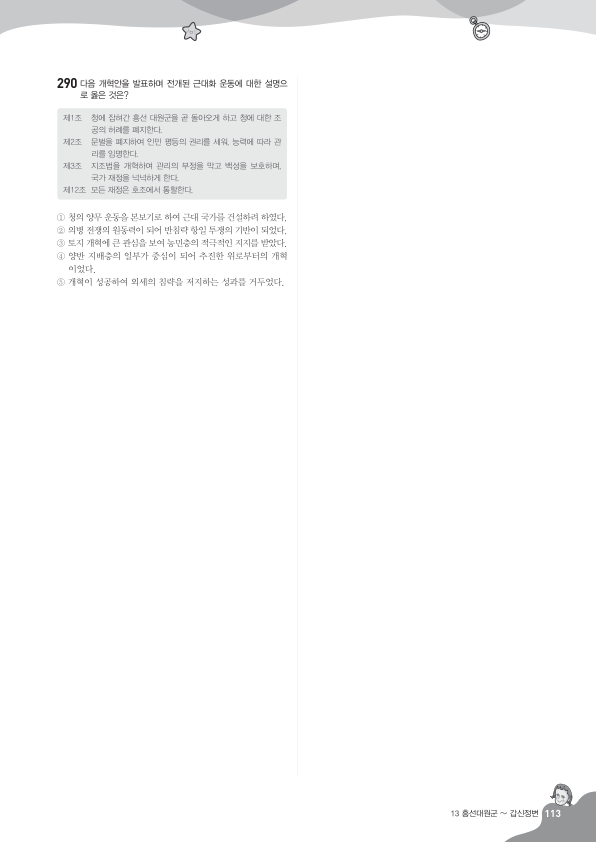 290 다음 개혁안을 발표하며 전개된 근대화 운동에 대한 설명으
로 옳은 것은?
제1조 청에 잡혀간 흥선 대원군을 곧 돌아오게 하고 청에 대한 조
공의 허례를 폐지한다.
제2조 문벌을 폐지하여 인민 평등의 권리를 세워, 능력에 따라 관
리를 임명한다.
제3조 지조법을 개혁하여 관리의 부정을 막고 백성을 보호하며,
국가 재정을 넉넉하게 한다.
제12조 모든 재정은 호조에서 통할한다.
① 청의 양무 운동을 본보기로 하여 근대 국가를 건설하려 하였다.
② 의병 전쟁의 원동력이 되어 반침략 항일 투쟁의 기반이 되었다.
③ 토지 개혁에 큰 관심을 보여 농민층의 적극적인 지지를 받았다.
④ 양반 지배층의 일부가 중심이 되어 추진한 위로부터의 개혁
이었다.
⑤ 개혁이 성공하여 외세의 침략을 저지하는 성과를 거두었다.
13 흥선대원군 ~ 갑신정변 113